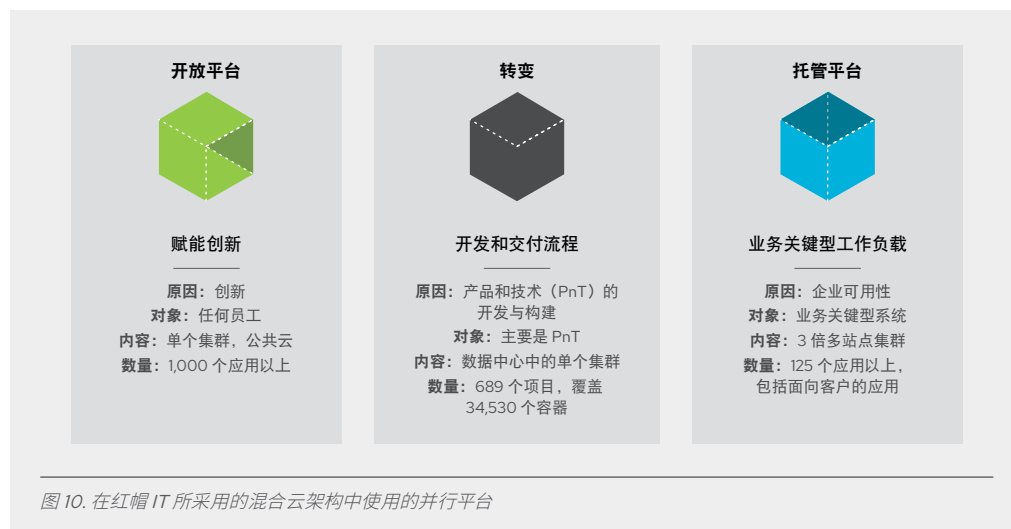 开放平台
赋能创新
原因：创新
对象：任何员工
内容：单个集群，公共云
数量：1,000 个应用以上
转变
开发和交付流程
原因：产品和技术（PnT）的
开发与构建
对象：主要是 PnT
内容：数据中心中的单个集群
数量：689 个项目，覆盖
34,530 个容器
托管平台
业务关键型工作负载
原因：企业可用性
对象：业务关键型系统
内容：3 倍多站点集群
数量：125 个应用以上，
包括面向客户的应用
图 10. 在红帽 IT 所采用的混合云架构中使用的并行平台